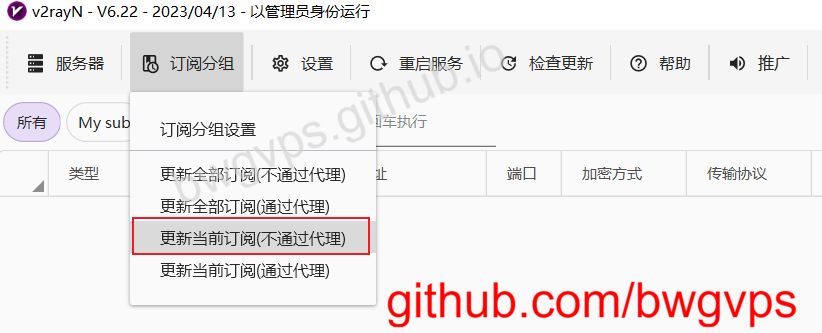 v2rayN - V6.22 - 2023/04/13 - 以管理员身份运行
服务器 订阅分组 设置 重启服务 检查更新 帮助 推广
所有 My sub 回车执行
订阅分组设置
类型 址 端口 加密方式 传输协议
更新全部订阅(不通过代理)
更新全部订阅(通过代理)
更新当前订阅(不通过代理)
更新当前订阅(通过代理)
bwgvps.github.io
github.com/bwgvps